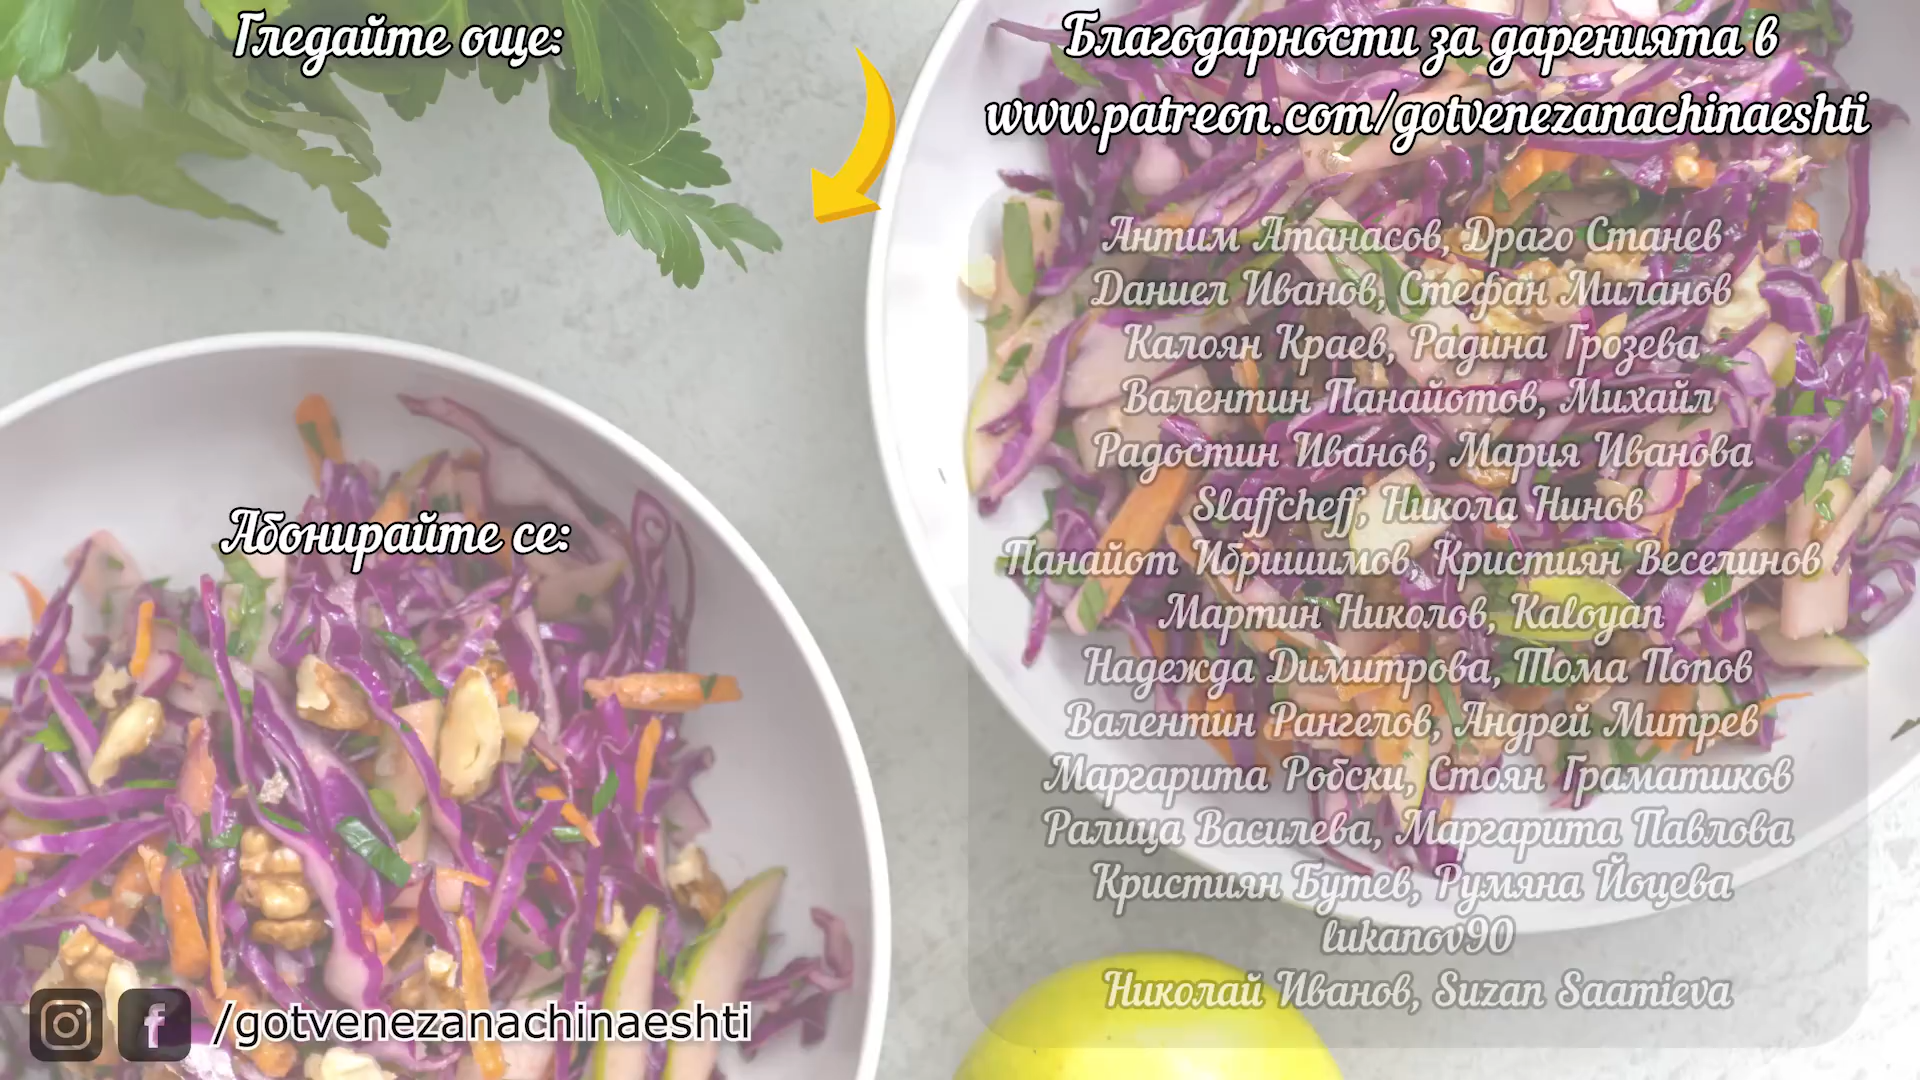 Гледайте още:
Абонирайте се:
/gotvenezanachinaeshti
Благодарности за даренията в
www.patreon.com/gotvenezanachinaeshti
Антим Атанасов, Драго Станев
Даниел Иванов, Стефан Миланов
Калоян Краев, Радина Грозева
Валентин Панайотов, Михайл
Радостин Иванов, Мария Иванова
Slaffcheff, Никола Нинов
Панайот Ибришимов, Кристиян Веселинов
Мартин Николов, Kaloyan
Надежда Димитрова, Тома Попов
Валентин Рангелов, Андрей Митрев
Маргарита Робски, Стоян Граматиков
Ралица Василева, Маргарита Павлова
Кристиян Бутев, Румяна Йоцева
lukanov90
Николай Иванов, Suzan Saamieva